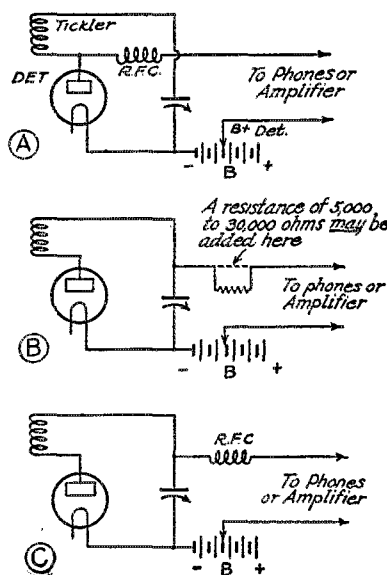 Tickler
DET
R.F.C.
To Phones or
Amplifier
B+ Det.
- B +
A
A resistance of 5,000
to 30,000 ohms may be
added here
To phones or
Amplifier
- B +
B
R.F.C
To Phones
or Amplifier
- B +
C